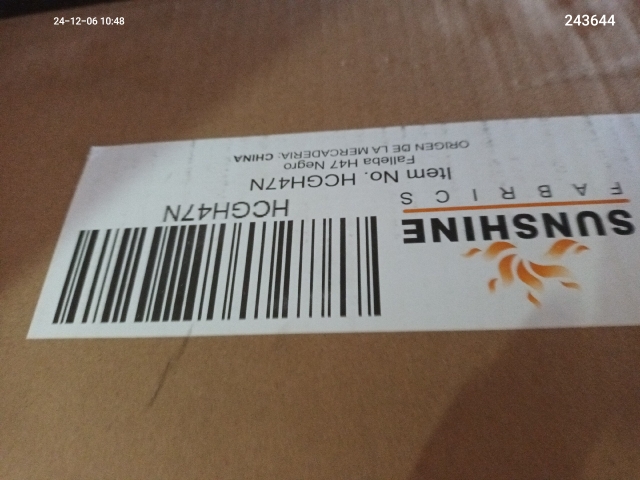 24-12-06 10:48
243644
SUNSHINE
FABRICS
HCGH47N
Item No. HCGH47N
Falleba H47 Negro
ORIGEN DE LA MERCADERIA: CHINA